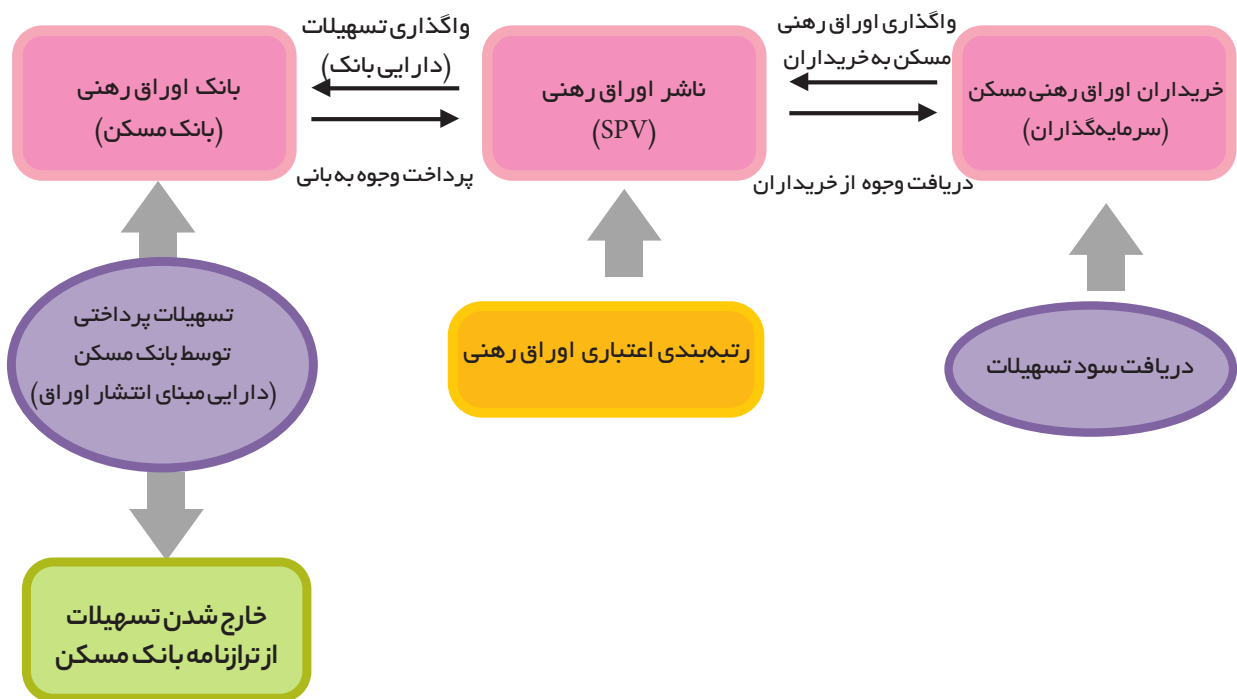 واگذاری اوراق رهنی
مسکن به خریداران
خریداران اوراق رهنی مسکن
(سرمایه‌گذاران)
دریافت وجوه از خریداران
ناشر اوراق رهنی
(SPV)
واگذاری تسهیلات
(دارایی بانک)
پرداخت وجوه به بانی
بانک اوراق رهنی
(بانک مسکن)
دریافت سود تسهیلات
رتبه‌بندی اعتباری اوراق رهنی
تسهیلات پرداختی
توسط بانک مسکن
(دارایی مبنای انتشار اوراق)
خارج شدن تسهیلات
از ترازنامه بانک مسکن